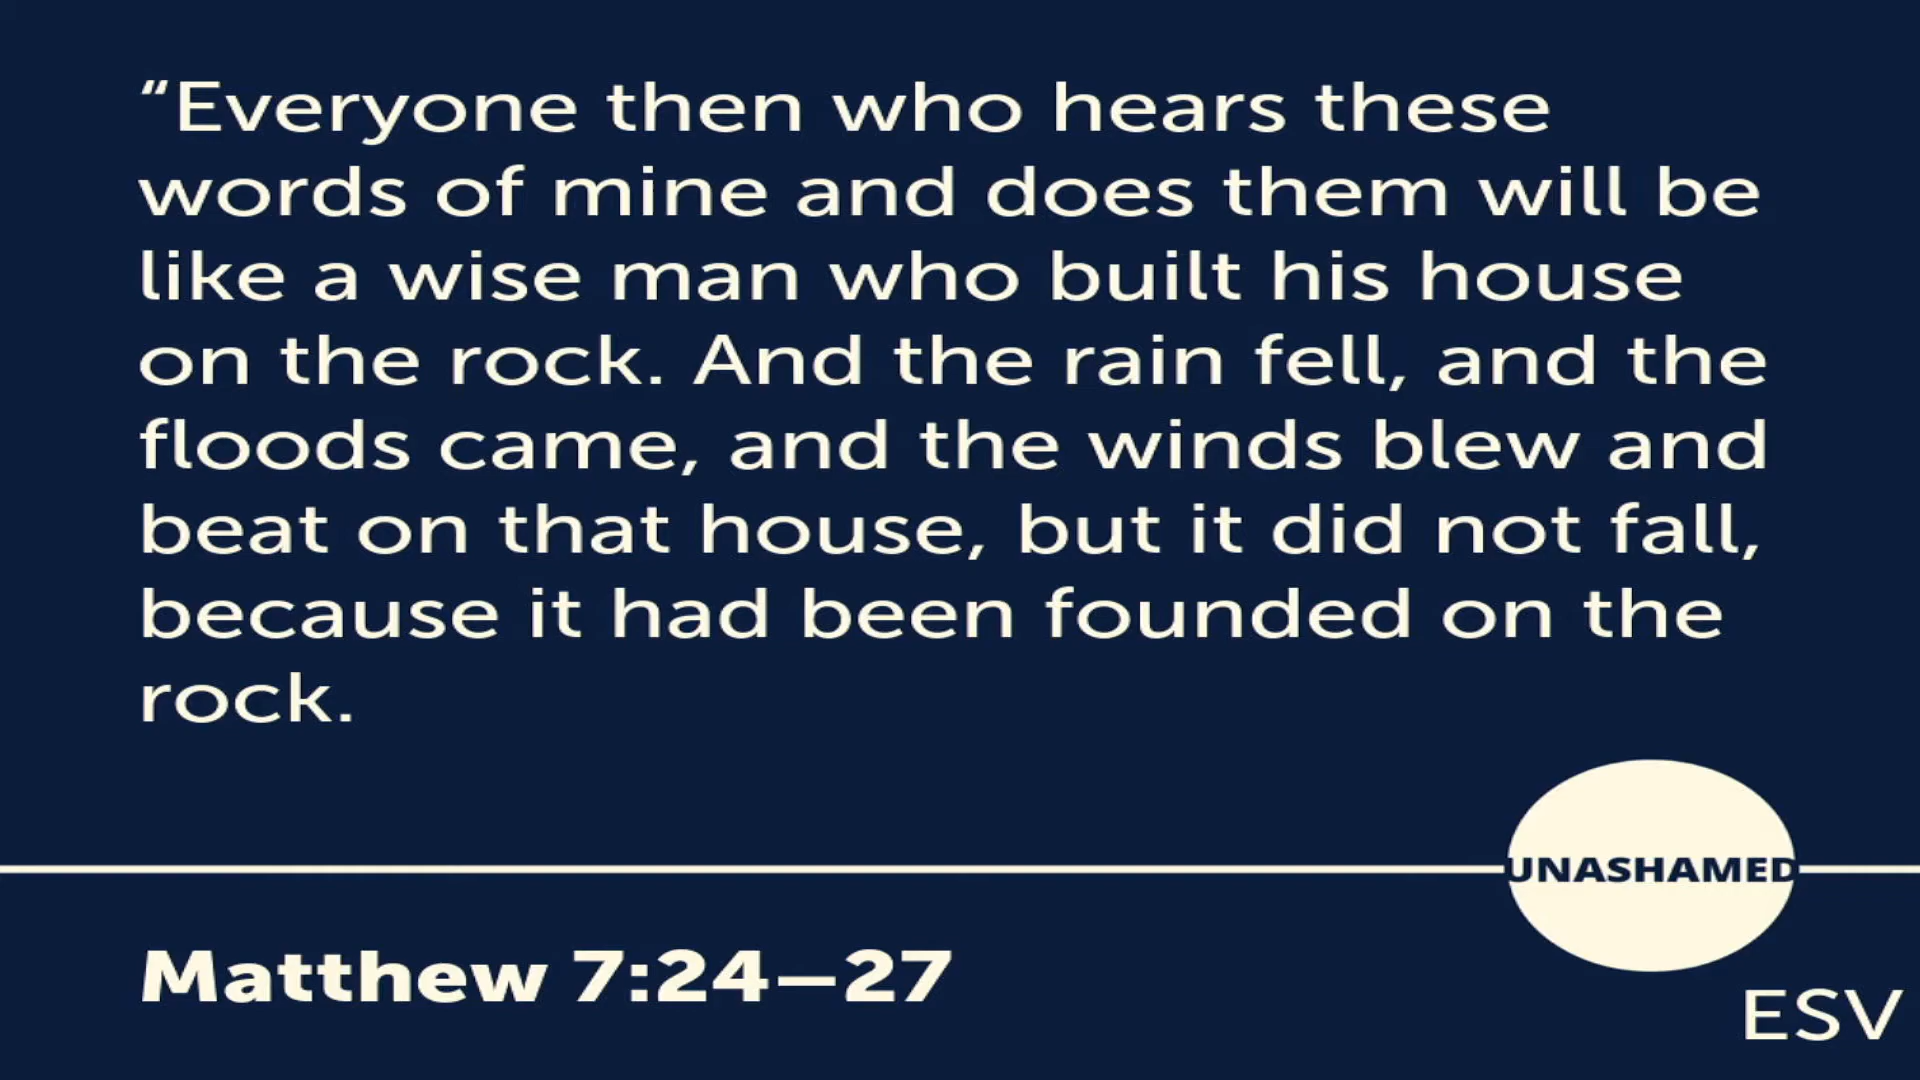 “Everyone then who hears these
words of mine and does them will be
like a wise man who built his house
on the rock. And the rain fell, and the
floods came, and the winds blew and
beat on that house, but it did not fall,
because it had been founded on the
rock.
UNASHAMED
Matthew 7:24–27
ESV